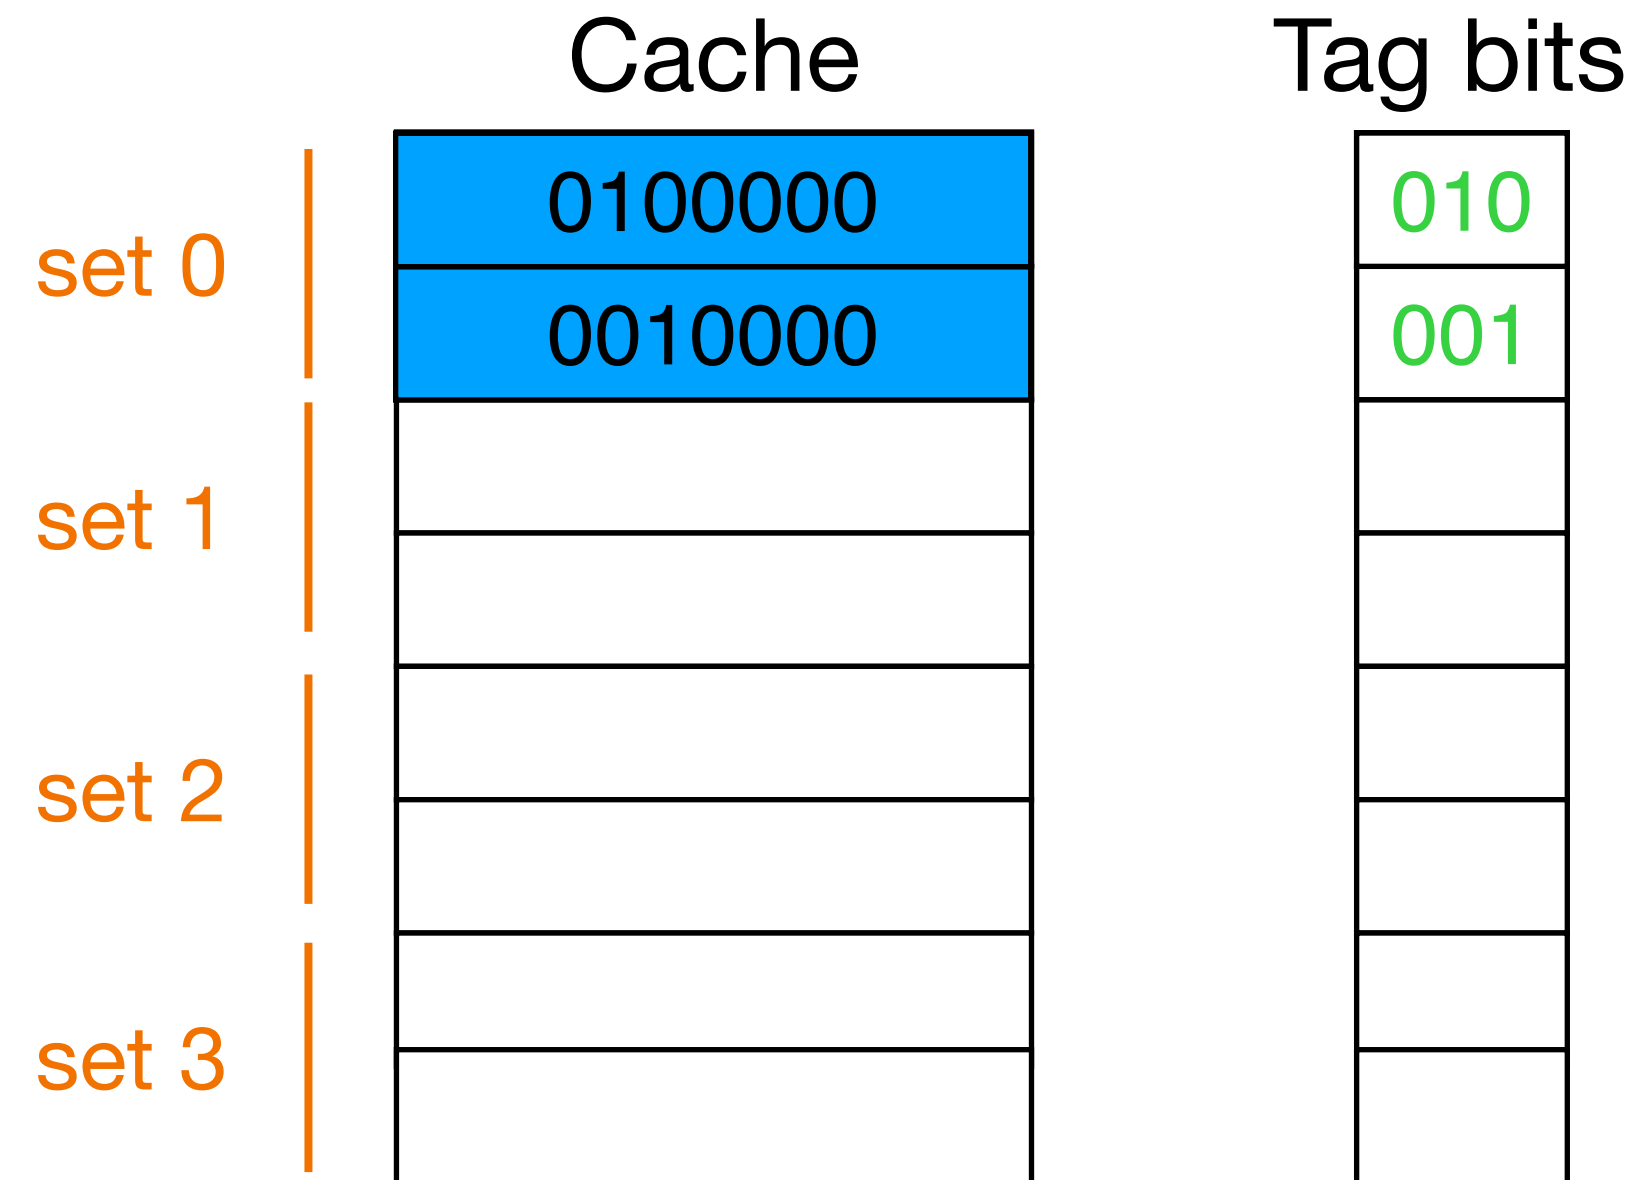 Cache Tag bits
set 0
0100000 010
0010000 001
set 1
set 2
set 3